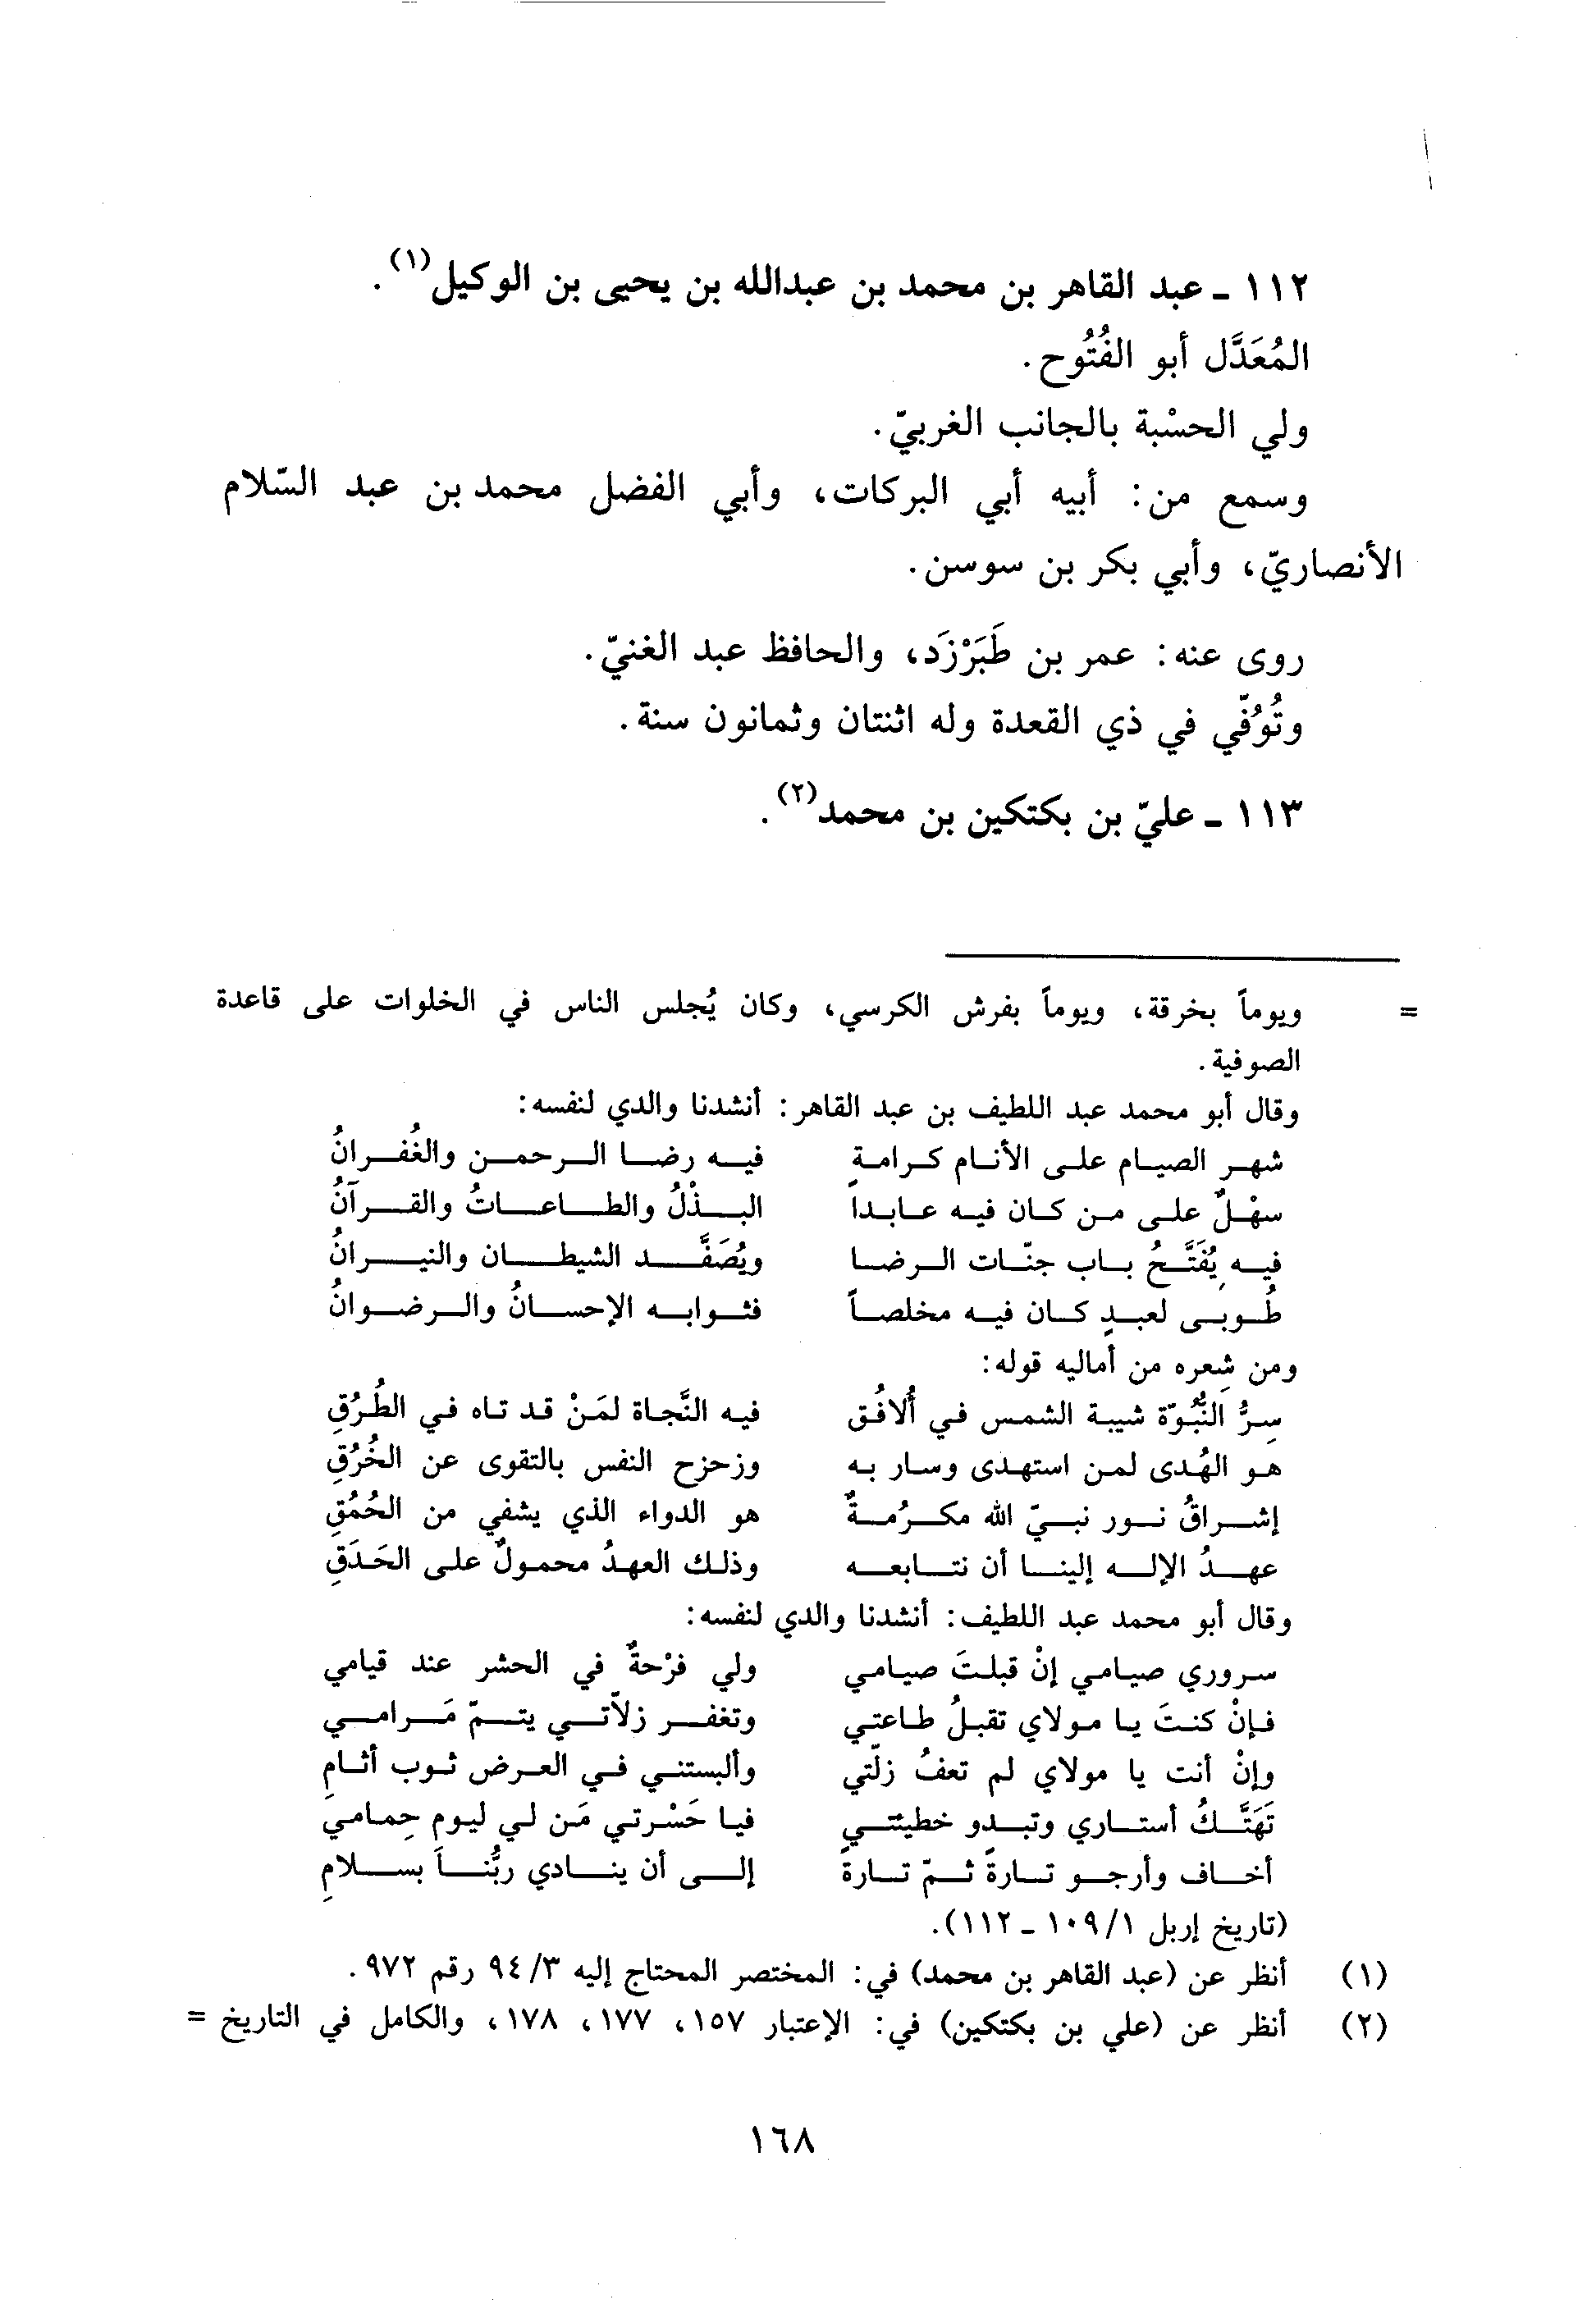 ١١٢ ـ عبد القاهر بن محمد بن عبدالله بن يحيى بن الوكيل(١).
المُعَدَّل أبو الفُتُوح.
ولي الحسْبة بالجانب الغربيّ.
وسمع من: أبيه أبي البركات، وأبي الفضل محمد بن عبد السّلام
الأنصاريّ، وأبي بكر بن سوسن.
روى عنه: عمر بن طَبَرْزَد، والحافظ عبد الغنيّ.
وتُوُفّي في ذي القعدة وله اثنتان وثمانون سنة.
١١٣ ـ عليّ بن بكتكين بن محمد(٢).
= ويوماً بخرقة، ويوماً بفرش الكرسي، وكان يُجلس الناس في الخلوات على قاعدة
الصوفية.
وقال أبو محمد عبد اللطيف بن عبد القاهر: أنشدنا والدي لنفسه:
شهر الصيام على الأنام كرامةٍ فيه رضا الرحمن والغُفرانُ
سهْلٌ على من كان فيه عابداً البذْلُ والطاعاتُ والقرآنُ
فيه يُفَتَّحُ باب جنّات الرضا ويُصَفَّد الشيطان والنيرانُ
طُوبى لعبدٍ كان فيه مخلصاً فثوابه الإحسانُ والرضوانُ
ومن شِعره من أماليه قوله:
سِرُّ النُّبُوّة شيبة الشمس في اُلافُق فيه النَّجاة لمَنْ قد تاه في الطُرُقِ
هو الهُدى لمن استهدى وسار به وزحزح النفس بالتقوى عن الخُرُقِ
إشراقُ نور نبيّ الله مكرُمةٌ هو الدواء الذي يشفي من الحُمُقِ
عهدُ الإله إلينا أن نتابعه وذلك العهدُ محمولٌ على الحَدَقِ
وقال أبو محمد عبد اللطيف: أنشدنا والدي لنفسه:
سروري صيامي إنْ قبلتَ صيامي ولي فرْحةٌ في الحشر عند قيامي
فإنْ كنتَ يا مولاي تقبلُ طاعتي وتغفر زلاّتي يتمّ مَرامي
وإنْ أنت يا مولاي لم تعفُ زلّتي وألبستني في العرض ثوب أثامِ
تَهَتَّكُ أستاري وتبدو خطيئتي فيا حَسْرتي مَن لي ليوم حِمامي
أخاف وأرجو تارةً ثمّ تارةً إلى أن ينادي ربُّنا بسلامِ
(تاريخ إربل ١/١٠٩ ـ ١١٢).
(١) أنظر عن (عبد القاهر بن محمد) في: المختصر المحتاج إليه ٣/٩٤ رقم ٩٧٢.
(٢) أنظر عن (علي بن بكتكين) في: الإعتبار ١٥٧، ١٧٧، ١٧٨، والكامل في التاريخ =
١٦٨